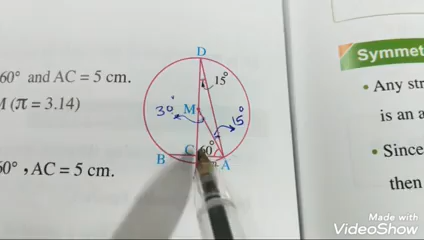 D
15°
60° and AC = 5 cm.
30°
M
15°
M (π = 3.14)
C 60°
B
A
60° , AC = 5 cm.
Symmet
• Any str
is an a
• Since
then
Made with
VideoShow